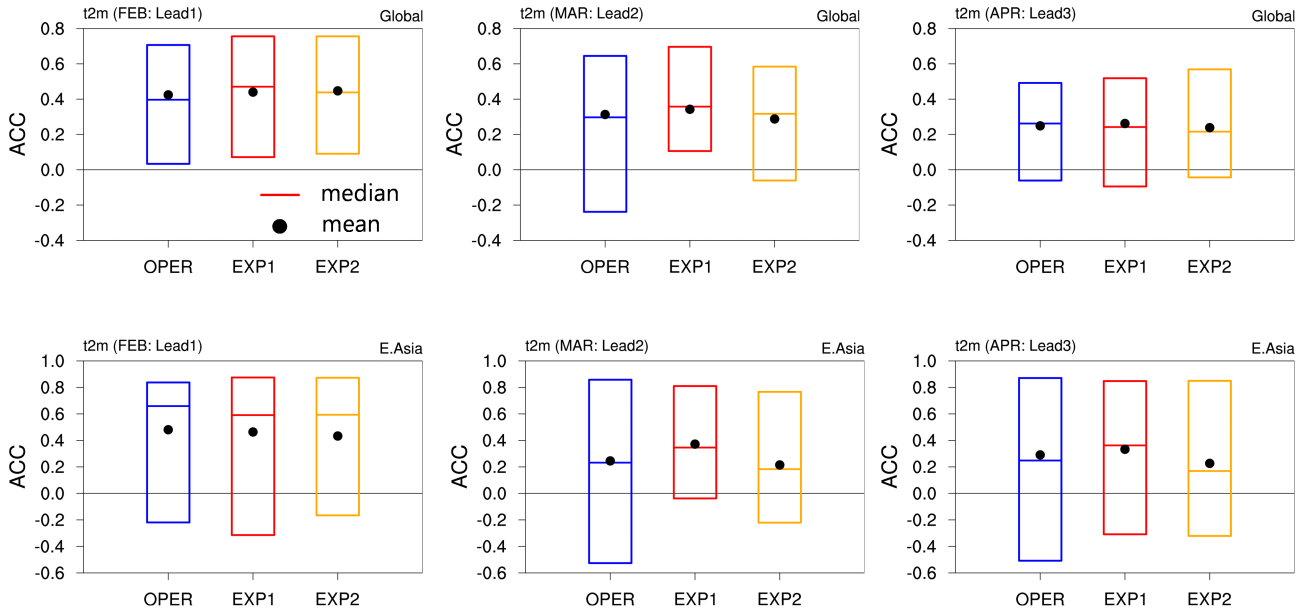 t2m (FEB: Lead1) Global
0.8
0.6
0.4
0.2
0.0
-0.2
-0.4
ACC
median
mean
OPER EXP1 EXP2
t2m (MAR: Lead2) Global
0.8
0.6
0.4
0.2
0.0
-0.2
-0.4
ACC
OPER EXP1 EXP2
t2m (APR: Lead3) Global
0.8
0.6
0.4
0.2
0.0
-0.2
-0.4
ACC
OPER EXP1 EXP2
t2m (FEB: Lead1) E.Asia
1.0
0.8
0.6
0.4
0.2
0.0
-0.2
-0.4
-0.6
ACC
OPER EXP1 EXP2
t2m (MAR: Lead2) E.Asia
1.0
0.8
0.6
0.4
0.2
0.0
-0.2
-0.4
-0.6
ACC
OPER EXP1 EXP2
t2m (APR: Lead3) E.Asia
1.0
0.8
0.6
0.4
0.2
0.0
-0.2
-0.4
-0.6
ACC
OPER EXP1 EXP2